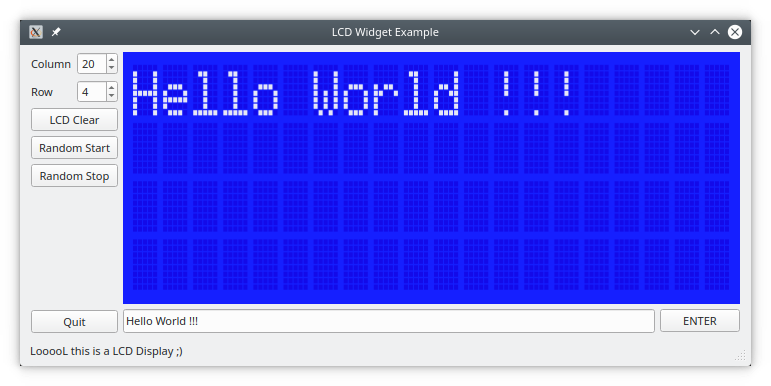 LCD Widget Example
Column 20
Row 4
LCD Clear
Random Start
Random Stop
Hello World !!!
Quit
Hello World !!!
ENTER
LooooL this is a LCD Display ;)